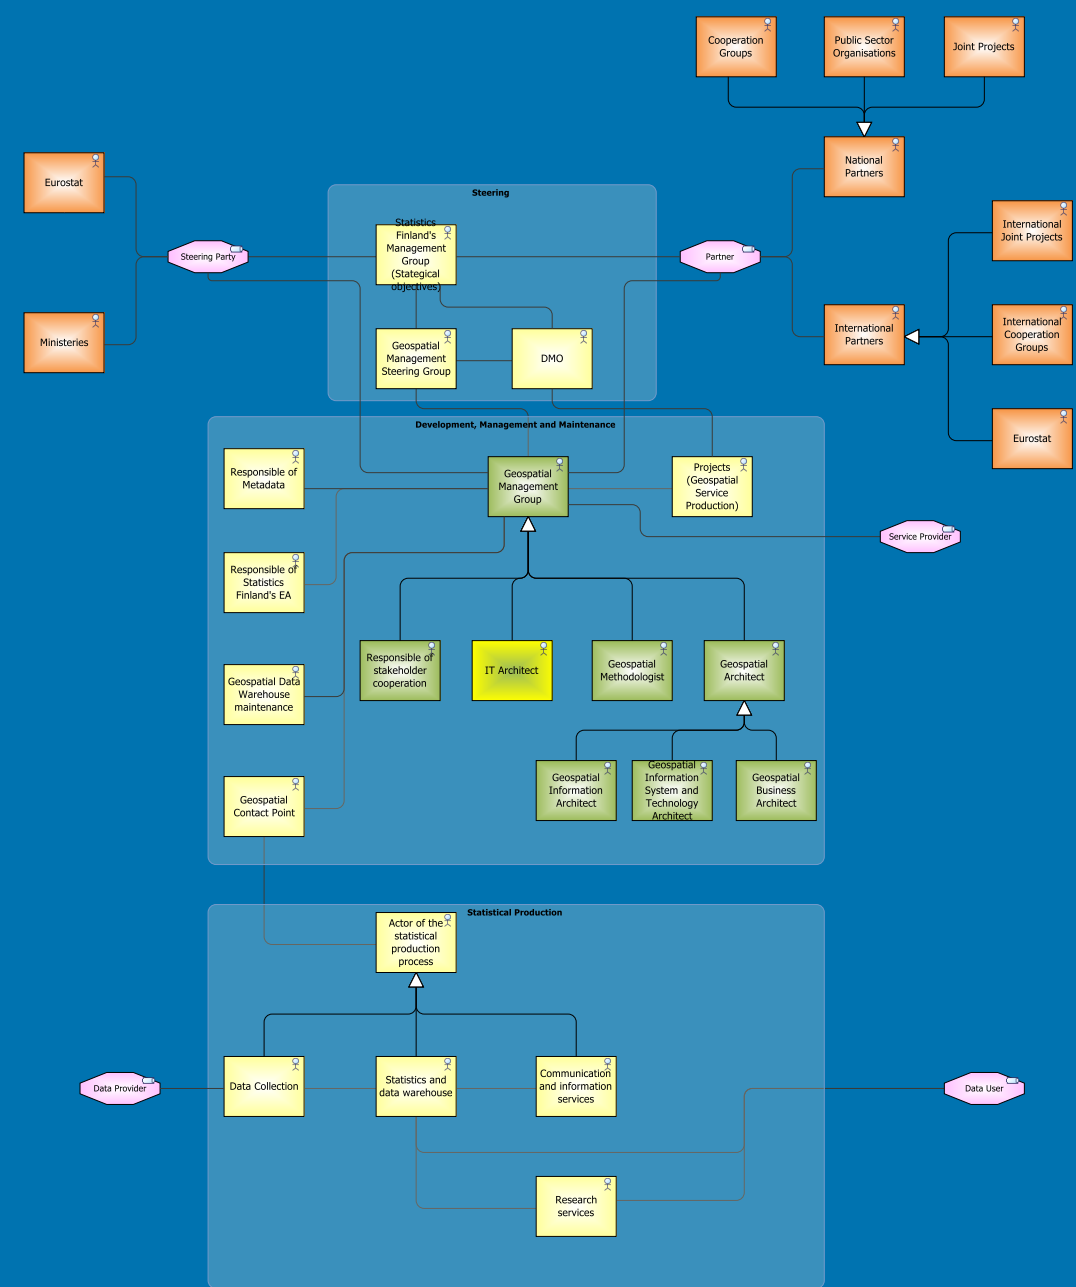 Cooperation
Groups
Public Sector
Organisations
Joint Projects
National
Partners
Eurostat
Steering
Statistics
Finland's
Management
Group
(Stategical
objectives)
International
Joint Projects
Steering Party
Partner
Ministeries
Geospatial
Management
Steering Group
DMO
International
Partners
International
Cooperation
Groups
Eurostat
Development, Management and Maintenance
Responsible of
Metadata
Geospatial
Management
Group
Projects
(Geospatial
Service
Production)
Service Provider
Responsible of
Statistics
Finland's EA
Responsible of
stakeholder
cooperation
IT Architect
Geospatial
Methodologist
Geospatial
Architect
Geospatial Data
Warehouse
maintenance
Geospatial
Contact Point
Geospatial
Information
Architect
Geospatial
Information
System and
Technology
Architect
Geospatial
Business
Architect
Statistical Production
Actor of the
statistical
production
process
Data Provider
Data Collection
Statistics and
data warehouse
Communication
and information
services
Data User
Research
services